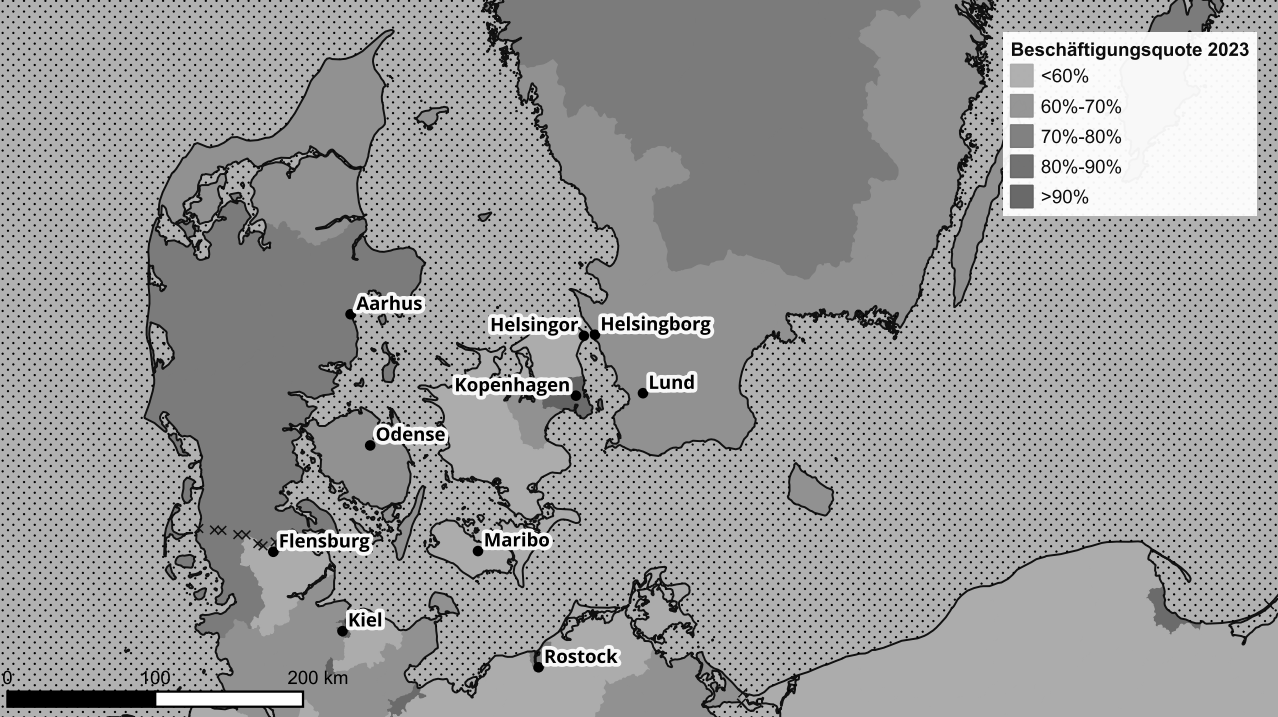 Beschäftigungsquote 2023
<60%
60%-70%
70%-80%
80%-90%
>90%
Aarhus
Helsingor
Helsingborg
Kopenhagen
Lund
Odense
Flensburg
Maribo
Kiel
Rostock
0 100 200 km